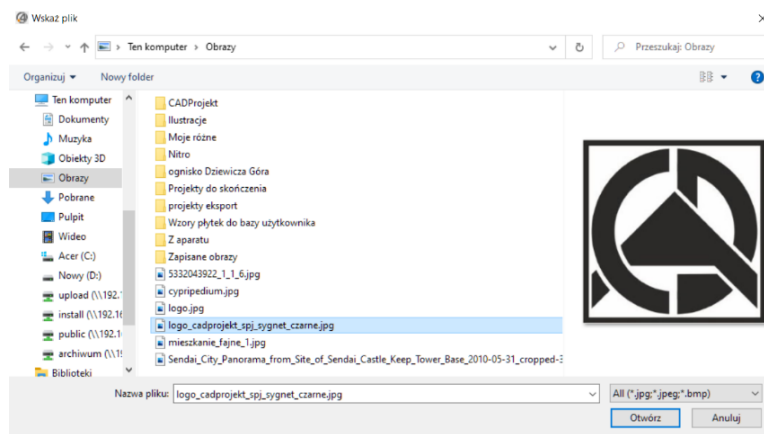 Wskaż plik
Ten komputer › Obrazy
Przeszukaj: Obrazy
Organizuj
Nowy folder
Ten komputer
Dokumenty
Muzyka
Obiekty 3D
Obrazy
Pobrane
Pulpit
Wideo
Acer (C:)
Nowy (D:)
upload (\\192.
install (\\192.16
public (\\192.1
archiwum (\\1
Biblioteki
CADProjekt
Ilustracje
Moje różne
Nitro
ognisko Dziewicza Góra
Projekty do skończenia
projekty eksport
Wzory płytek do bazy użytkownika
Z aparatu
Zapisane obrazy
5332043922_1_1_6.jpg
cypripedium.jpg
logo.jpg
logo_cadprojekt_spj_sygnet_czarne.jpg
mieszkanie_fajne_1.jpg
Sendai_City_Panorama_from_Site_of_Sendai_Castle_Keep_Tower_Base_2010-05-31_cropped-3
Nazwa pliku: logo_cadprojekt_spj_sygnet_czarne.jpg
All (*.jpg;*.jpeg;*.bmp)
Otwórz
Anuluj